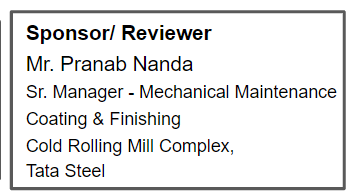 Sponsor/ Reviewer
Mr. Pranab Nanda
Sr. Manager - Mechanical Maintenance
Coating & Finishing
Cold Rolling Mill Complex,
Tata Steel